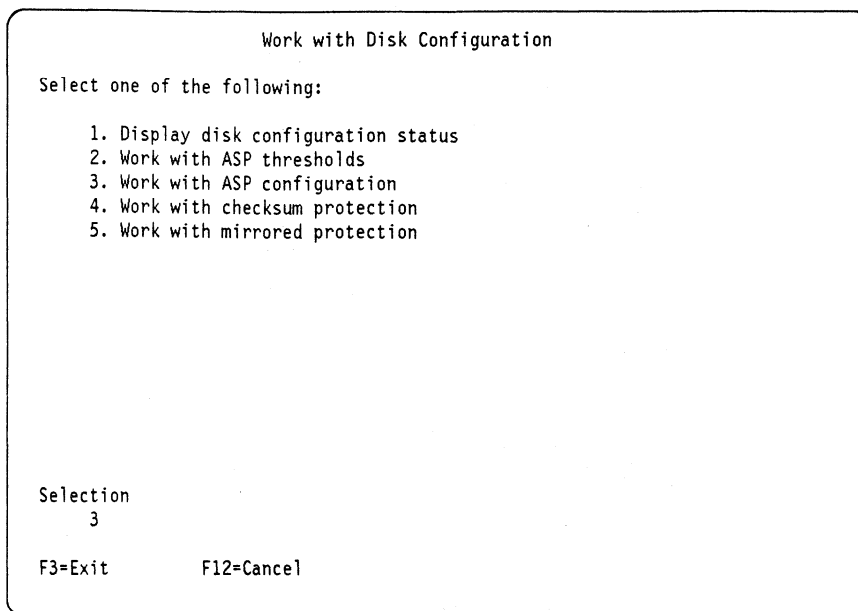 Work with Disk Configuration
Select one of the following:
1. Display disk configuration status
2. Work with ASP thresholds
3. Work with ASP configuration
4. Work with checksum protection
5. Work with mirrored protection
Selection
3
F3=Exit F12=Cancel